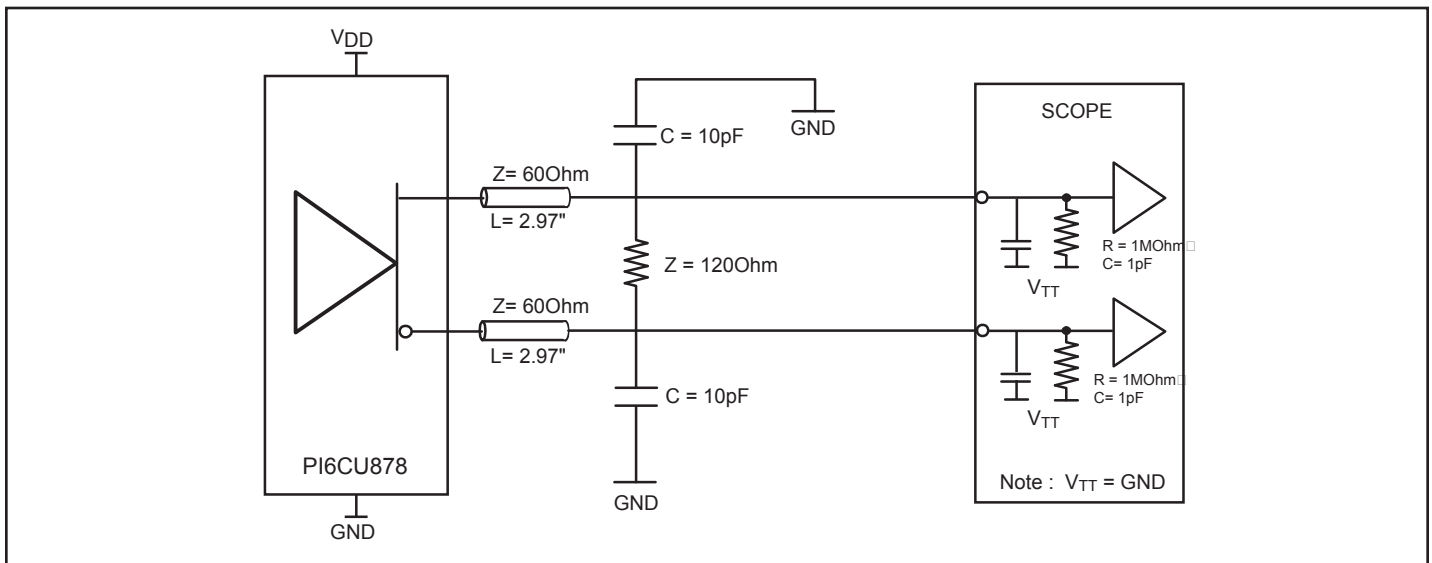 VDD
PI6CU878
GND
Z= 60Ohm
L= 2.97"
Z= 60Ohm
L= 2.97"
C = 10pF
GND
Z = 120Ohm
C = 10pF
GND
SCOPE
R = 1MOhm□
C= 1pF
VTT
R = 1MOhm□
C= 1pF
VTT
Note : VTT = GND